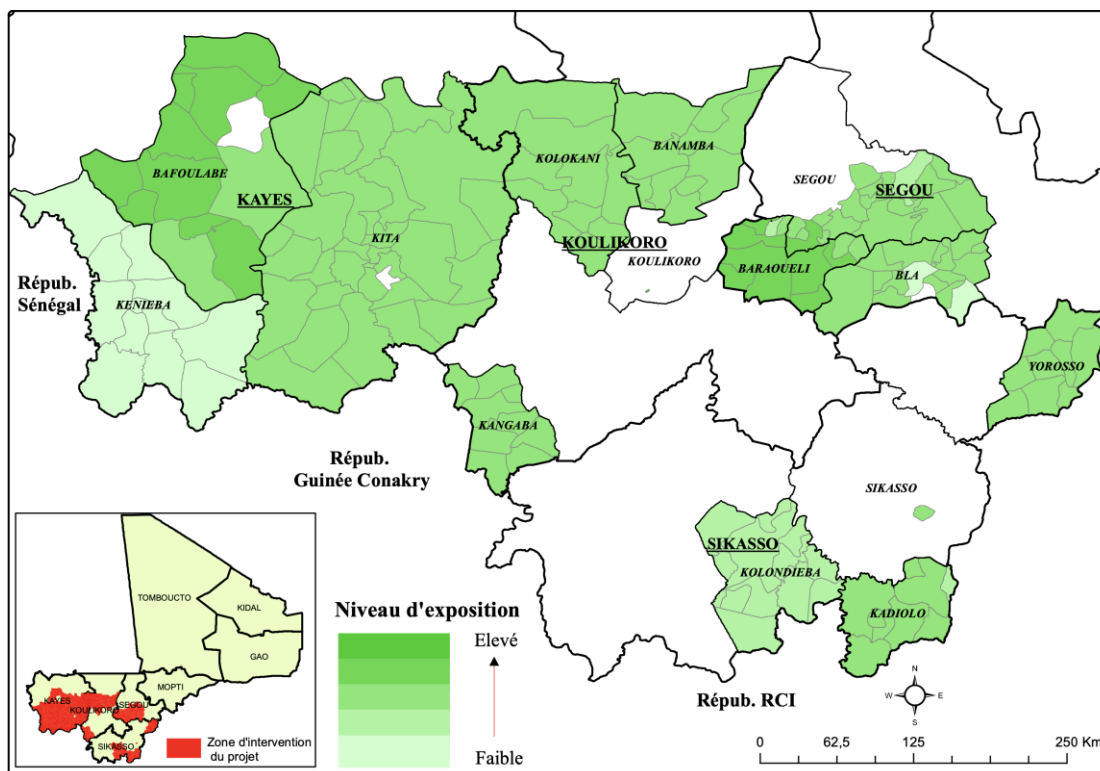 BAFOULABE
KAYES
KITA
KENIEBA
Répub.
Sénégal
KOLOKANI
BANAMBA
KOULIKORO
KOULIKORO
SEGOU
SEGOU
BARAOUELI
BLA
YOROSSO
KANGABA
Répub.
Guinée Conakry
SIKASSO
SIKASSO
KOLONDIEBA
KADIOLO
Répub. RCI
Niveau d'exposition
Elevé
Faible
TOMBOUCTO
KIDAL
GAO
MOPTI
KAYES
KOULIKORO
SEGOU
SIKASSO
Zone d'intervention
du projet
N
W
E
S
0 62,5 125 250 Km